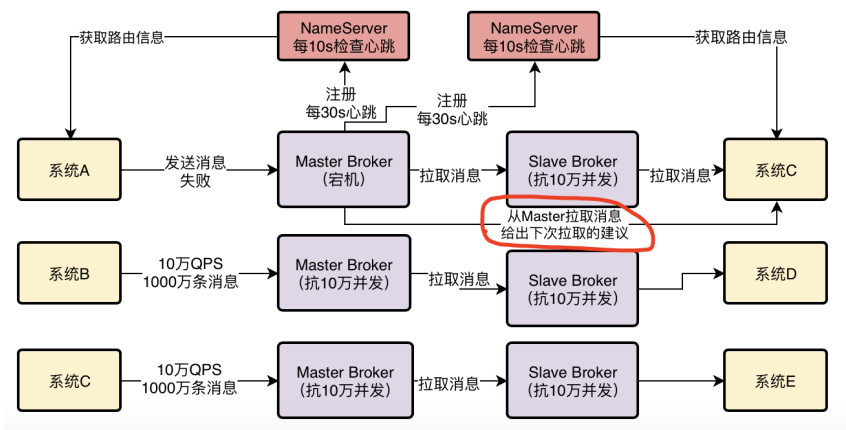 NameServer
每10s检查心跳
NameServer
每10s检查心跳
获取路由信息
获取路由信息
注册
每30s心跳
注册
每30s心跳
系统A
发送消息
失败
Master Broker
（宕机）
拉取消息
Slave Broker
（抗10万并发）
拉取消息
系统C
从Master拉取消息
给出下次拉取的建议
系统B
10万QPS
1000万条消息
Master Broker
（抗10万并发）
拉取消息
Slave Broker
（抗10万并发）
系统D
系统C
10万QPS
1000万条消息
Master Broker
（抗10万并发）
拉取消息
Slave Broker
（抗10万并发）
系统E